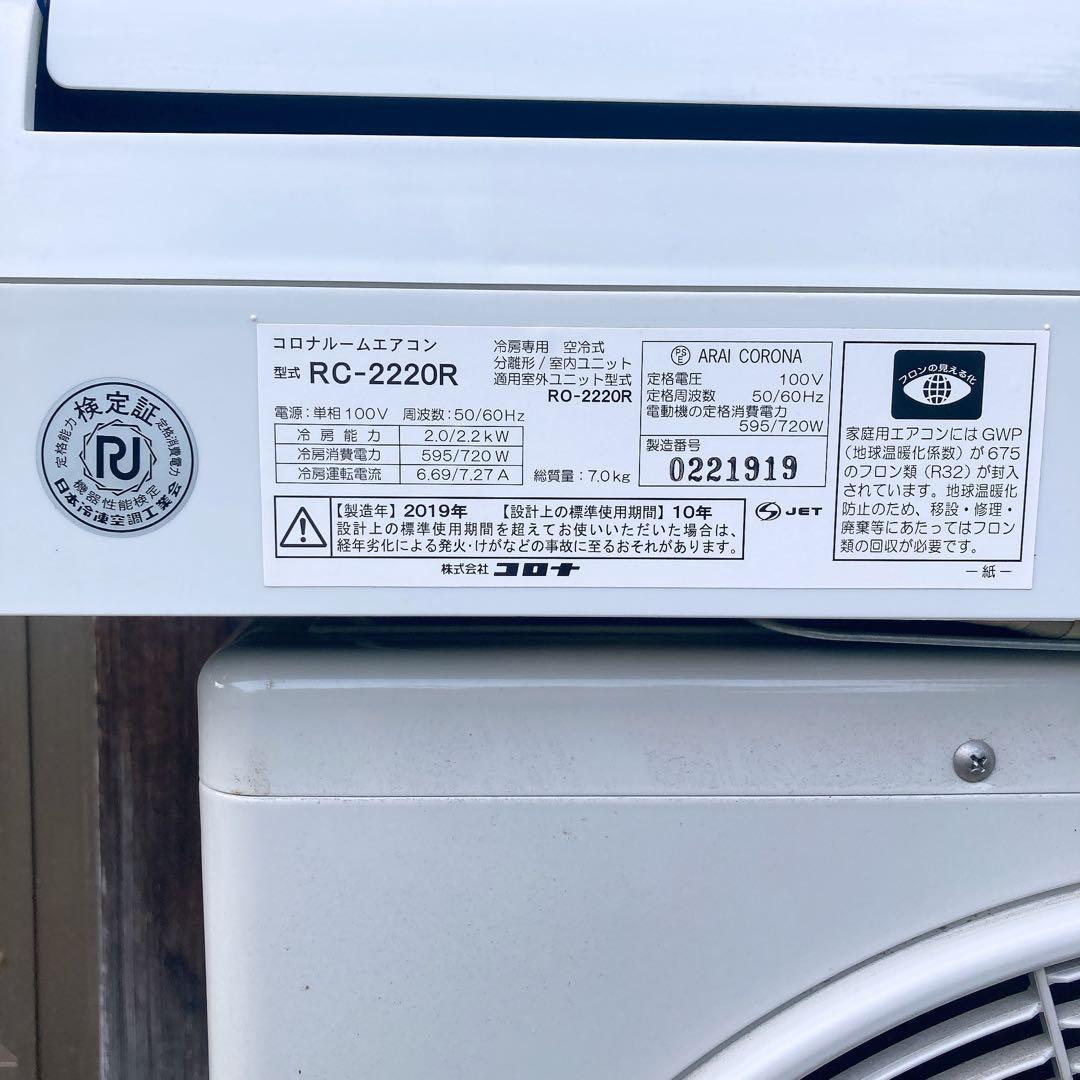 コロナルームエアコン
型式 RC-2220R
冷房専用 空冷式
分離形/室内ユニット
適用室外ユニット型式
RO-2220R
電源:単相100V 周波数:50/60Hz
冷房能力 2.0/2.2kW
冷房消費電力 595/720W
冷房運転電流 6.69/7.27A
総質量:7.0kg
PSE ARAI CORONA
定格電圧 100V
定格周波数 50/60Hz
電動機の定格消費電力
595/720W
製造番号
0221919
【製造年】2019年 【設計上の標準使用期間】10年
設計上の標準使用期間を超えてお使いいただいた場合は、
経年劣化による発火・けがなどの事故に至るおそれがあります。
S JET
株式会社 コロナ
フロンの見える化
家庭用エアコンにはGWP
(地球温暖化係数)が675
のフロン類(R32)が封入
されています。地球温暖化
防止のため、移設・修理・
廃棄等にあたってはフロン
類の回収が必要です。
-紙-
検定証
定格能力
定格消費電力
機器性能検定
日本冷凍空調工業会